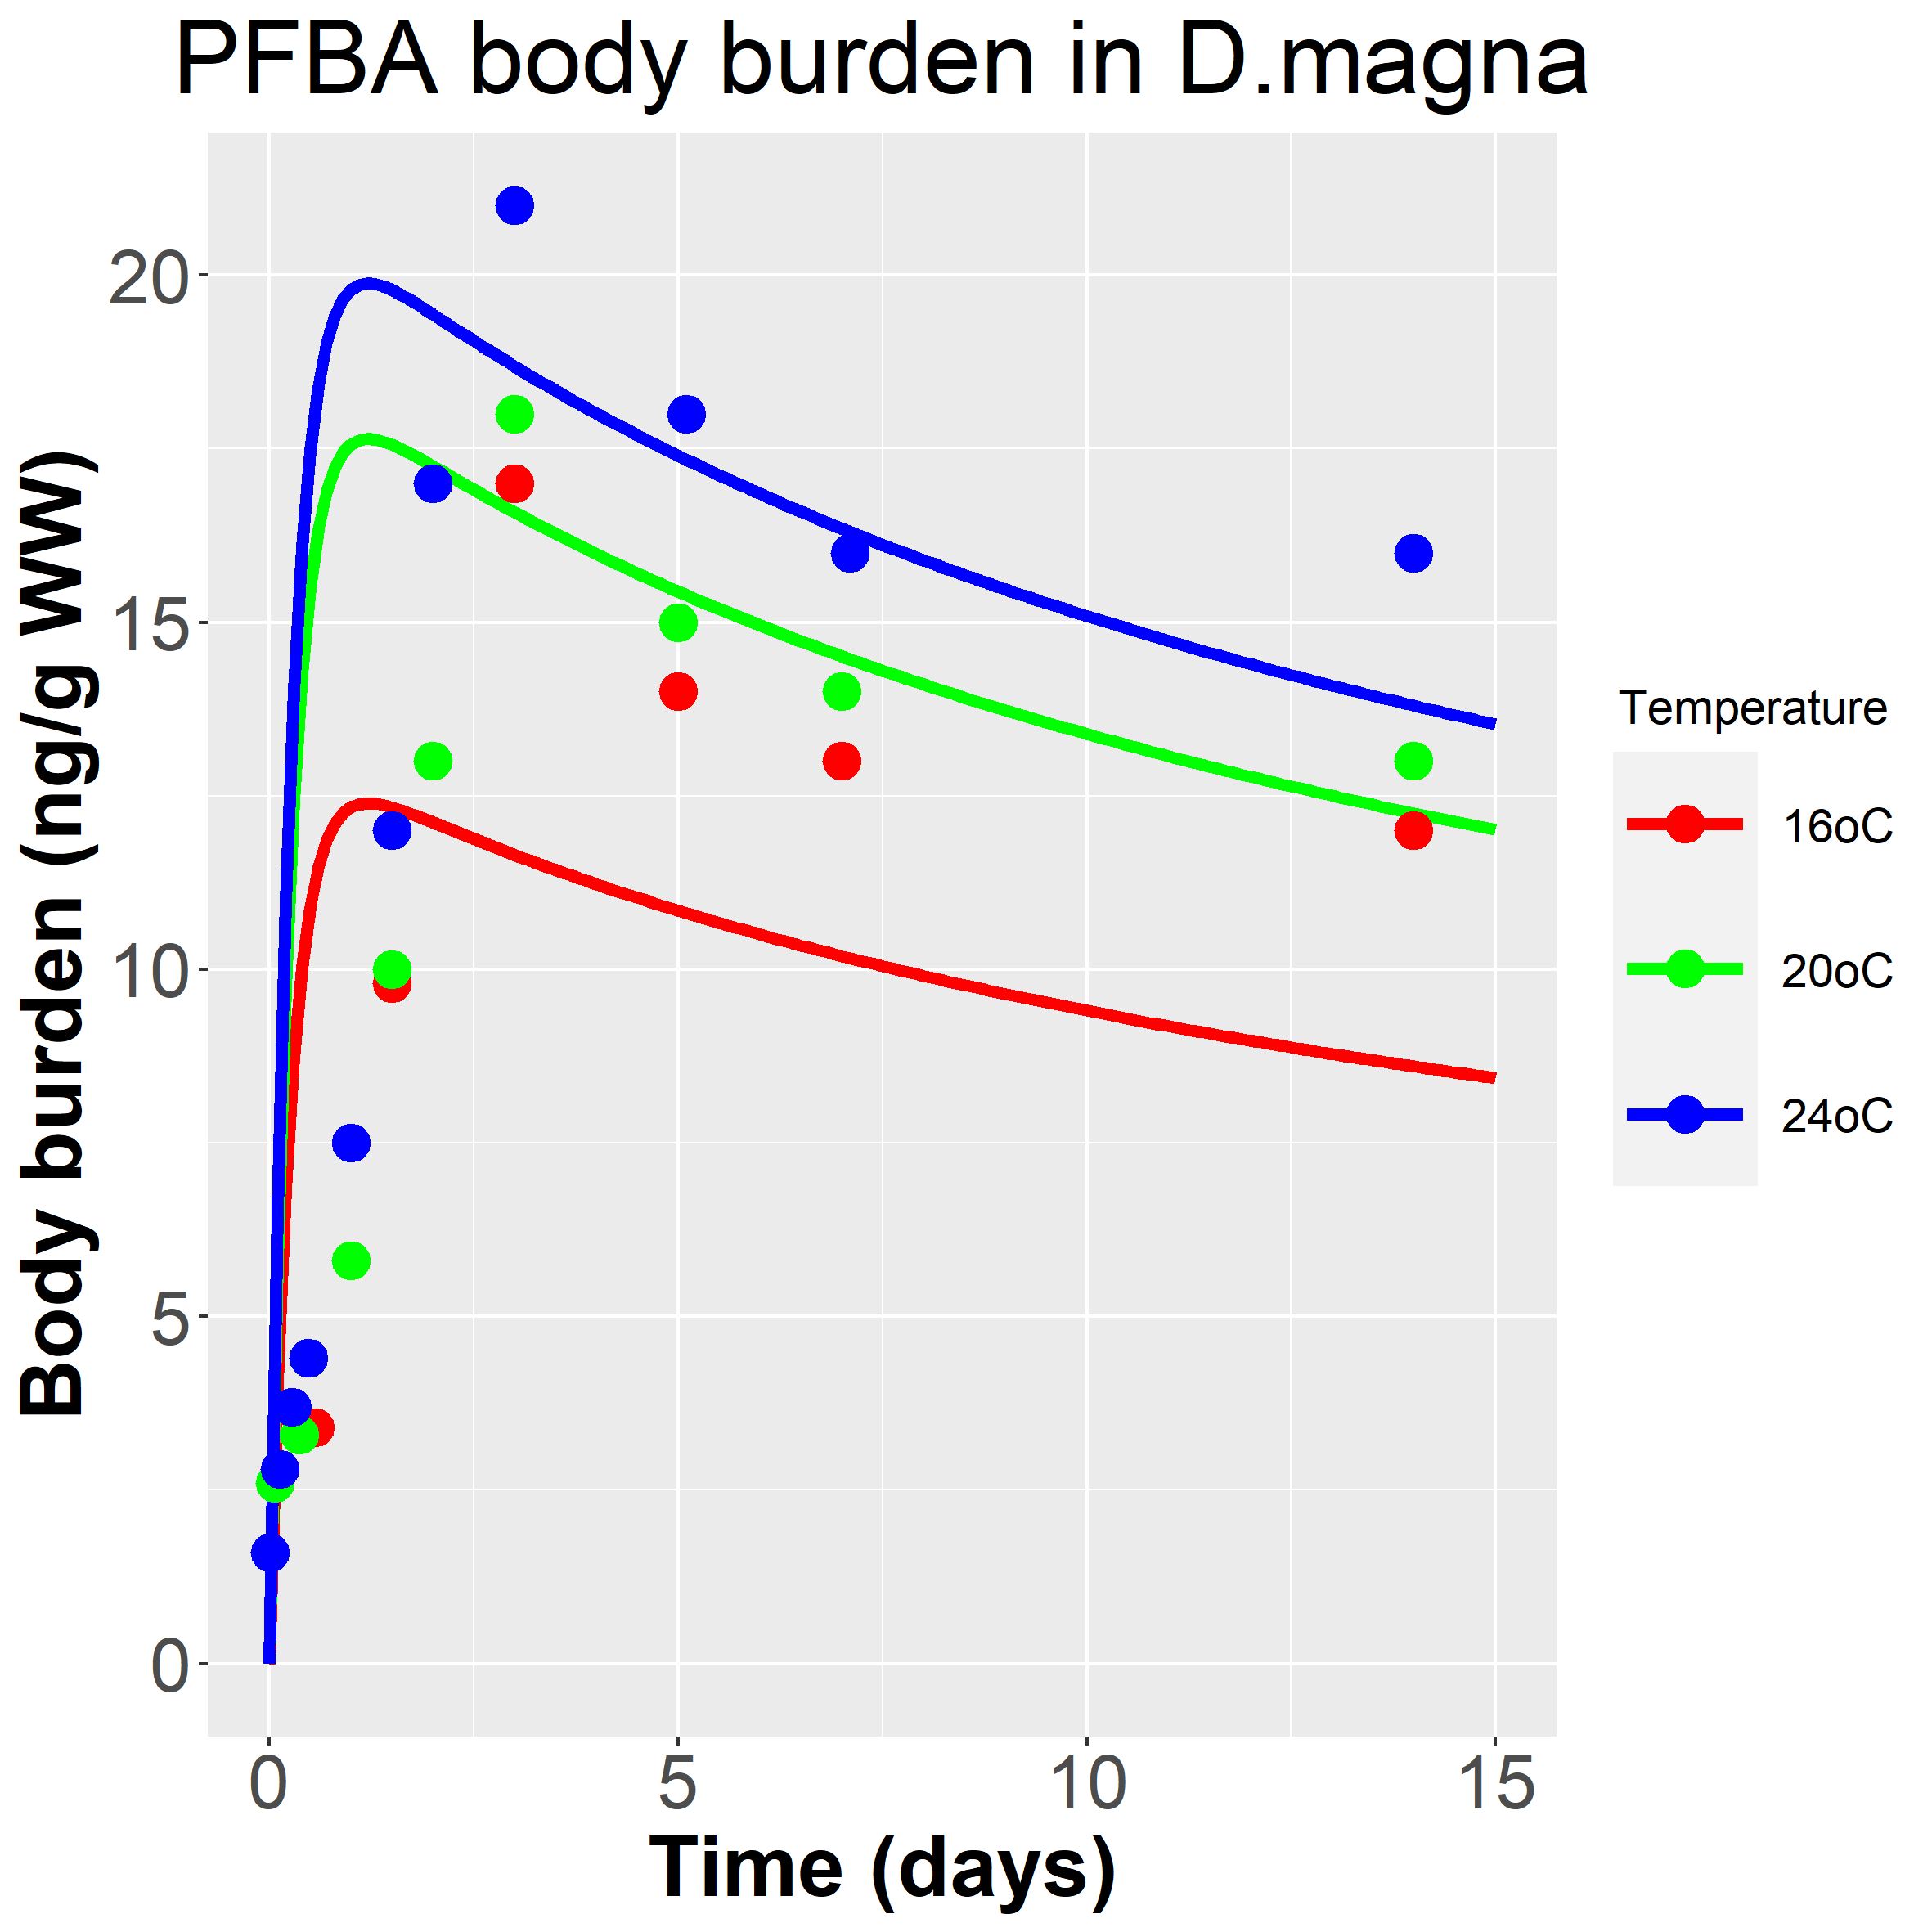 PFBA body burden in D.magna
Body burden (ng/g WW)
20
15
10
5
0
0 5 10 15
Time (days)
Temperature
16oC
20oC
24oC